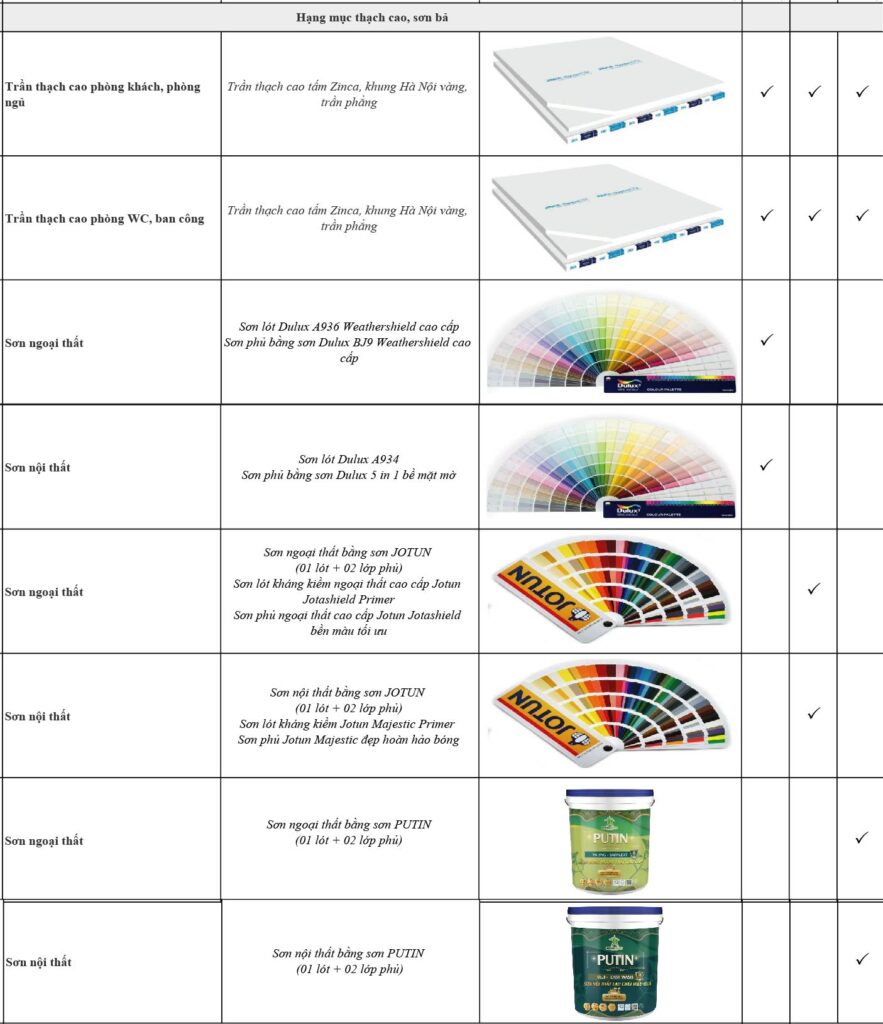 Hạng mục thạch cao, sơn bả
Trần thạch cao phòng khách, phòng
ngủ
Trần thạch cao tấm Zinca, khung Hà Nội vàng,
trần phẳng
✓ ✓ ✓
Trần thạch cao phòng WC, ban công
Trần thạch cao tấm Zinca, khung Hà Nội vàng,
trần phẳng
✓ ✓ ✓
Sơn ngoại thất
Sơn lót Dulux A936 Weathershield cao cấp
Sơn phủ bằng sơn Dulux BJ9 Weathershield cao
cấp
Dulux
COLOUR PALETTE
✓
Sơn nội thất
Sơn lót Dulux A934
Sơn phủ bằng sơn Dulux 5 in 1 bề mặt mờ
Dulux
COLOUR PALETTE
✓
Sơn ngoại thất
Sơn ngoại thất bằng sơn JOTUN
(01 lót + 02 lớp phủ)
Sơn lót kháng kiềm ngoại thất cao cấp Jotun
Jotashield Primer
Sơn phủ ngoại thất cao cấp Jotun Jotashield
bền màu tối ưu
JOTUN
✓
Sơn nội thất
Sơn nội thất bằng sơn JOTUN
(01 lót + 02 lớp phủ)
Sơn lót kháng kiềm Jotun Majestic Primer
Sơn phủ Jotun Majestic đẹp hoàn hảo bóng
JOTUN
✓
Sơn ngoại thất
Sơn ngoại thất bằng sơn PUTIN
(01 lót + 02 lớp phủ)
PUTIN
✓
Sơn nội thất
Sơn nội thất bằng sơn PUTIN
(01 lót + 02 lớp phủ)
PUTIN
✓